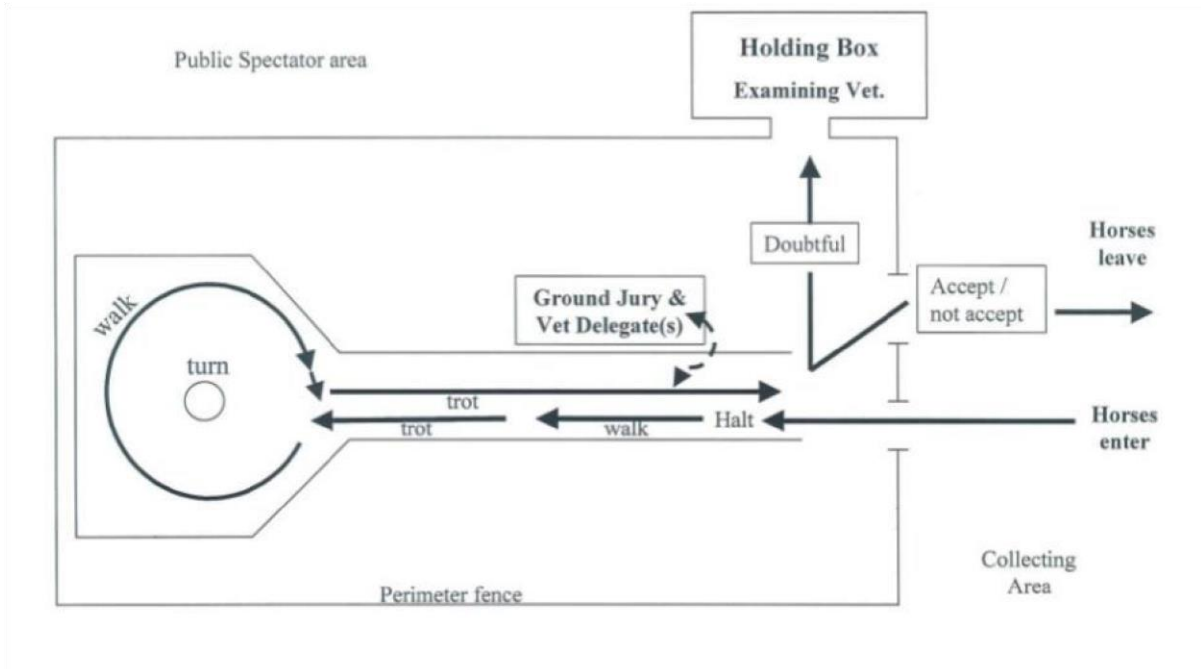 Public Spectator area
Holding Box
Examining Vet.
Doubtful
Horses
leave
Accept /
not accept
Ground Jury &
Vet Delegate(s)
walk
turn
trot
trot
walk
Halt
Horses
enter
Collecting
Area
Perimeter fence